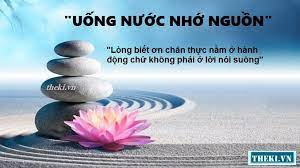 "UỐNG NƯỚC NHỚ NGUỒN"
"Lòng biết ơn chân thực nằm ở hành
động chứ không phải ở lời nói suông"
theki.vn
THEKI.VN